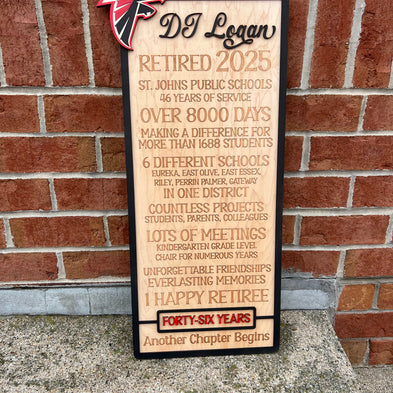 DJ Logan
RETIRED 2025
ST. JOHNS PUBLIC SCHOOLS
46 YEARS OF SERVICE
OVER 8000 DAYS
MAKING A DIFFERENCE FOR
MORE THAN 1688 STUDENTS
6 DIFFERENT SCHOOLS
EUREKA, EAST OLIVE, EAST ESSEX,
RILEY, PERRIN PALMER, GATEWAY
IN ONE DISTRICT
COUNTLESS PROJECTS
STUDENTS, PARENTS, COLLEAGUES
LOTS OF MEETINGS
KINDERGARTEN GRADE LEVEL
CHAIR FOR NUMEROUS YEARS
UNFORGETTABLE FRIENDSHIPS
EVERLASTING MEMORIES
1 HAPPY RETIREE
FORTY-SIX YEARS
Another Chapter Begins